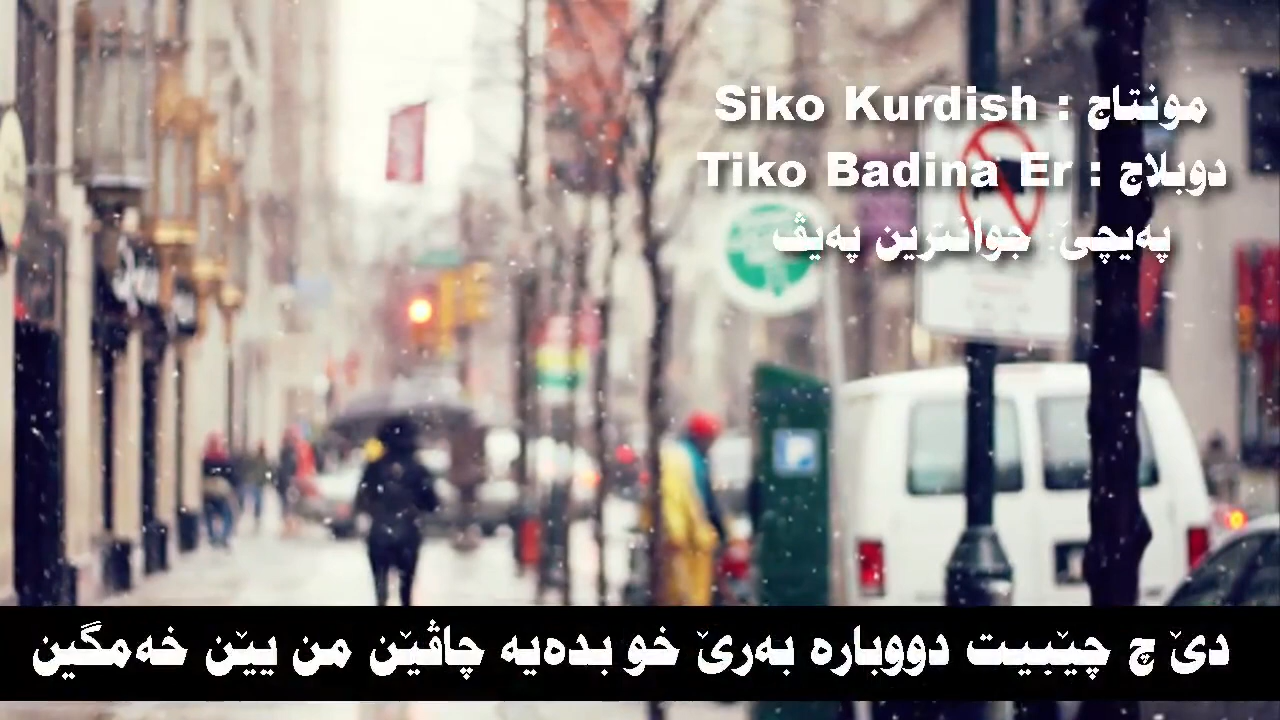 مونتاج : Siko Kurdish
دوبلاج : Tiko Badina Er
پەیجێ جوانترین پەیڤ
دێ چ چێبیت دووبارە بەرێ خو بدەیە چاڤێن من یێن خەمگین